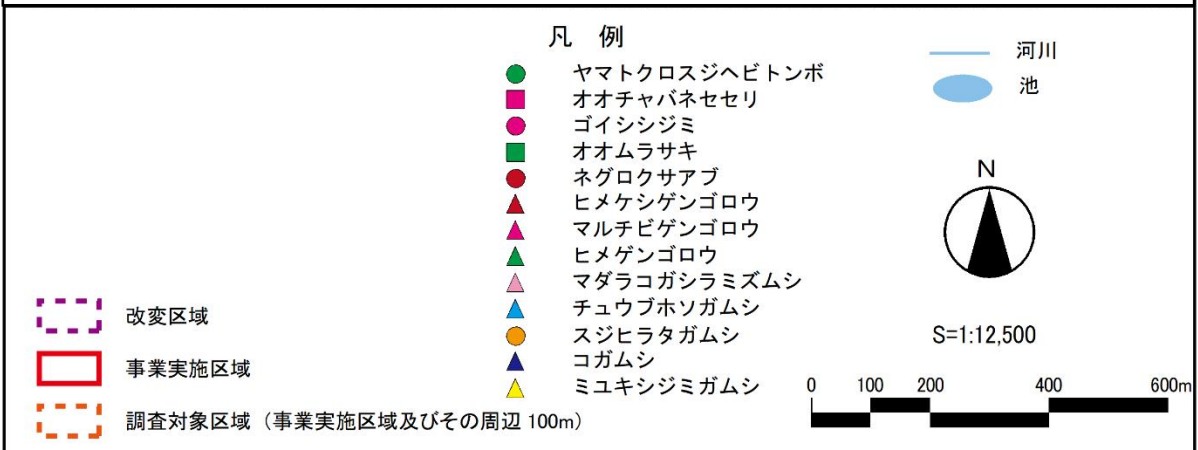 凡 例
ヤマトクロスジヘビトンボ
オオチャバネセセリ
ゴイシシジミ
オオムラサキ
ネグロクサアブ
ヒメケシゲンゴロウ
マルチビゲンゴロウ
ヒメゲンゴロウ
マダラコガシラミズムシ
チュウブホソガムシ
スジヒラタガムシ
コガムシ
ミユキシジミガムシ
改変区域
事業実施区域
調査対象区域（事業実施区域及びその周辺 100m）
河川
池
N
S=1:12,500
0 100 200 400 600m